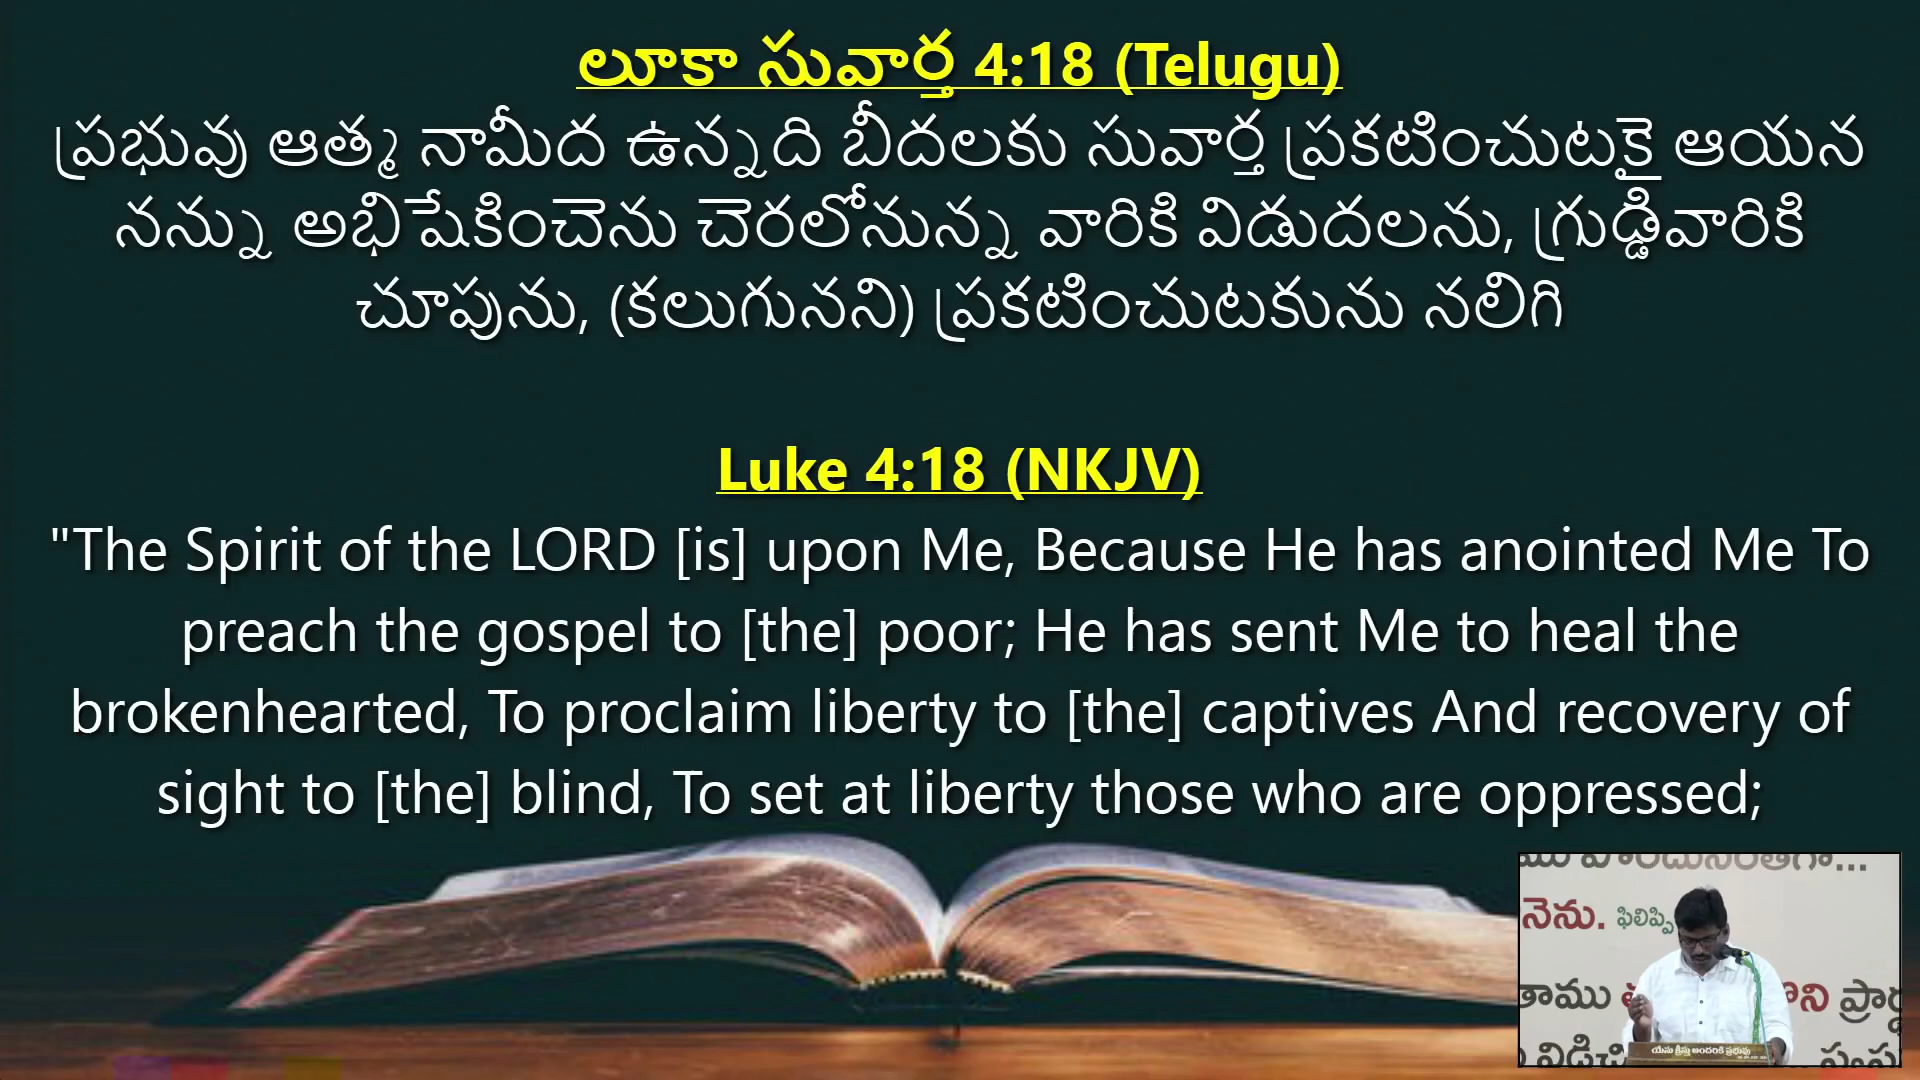 లూకా సువార్త 4:18 (Telugu)
ప్రభువు ఆత్మ నామీద ఉన్నది బీదలకు సువార్త ప్రకటించుటకై ఆయన
నన్ను అభిషేకించెను చెరలోనున్న వారికి విడుదలను, గ్రుడ్డివారికి
చూపును, (కలుగునని) ప్రకటించుటకును నలిగి
Luke 4:18 (NKJV)
"The Spirit of the LORD [is] upon Me, Because He has anointed Me To
preach the gospel to [the] poor; He has sent Me to heal the
brokenhearted, To proclaim liberty to [the] captives And recovery of
sight to [the] blind, To set at liberty those who are oppressed;
నెను. ఫిలిప్పి
తాము
యేసు క్రీస్తు అందరికి ప్రభువు